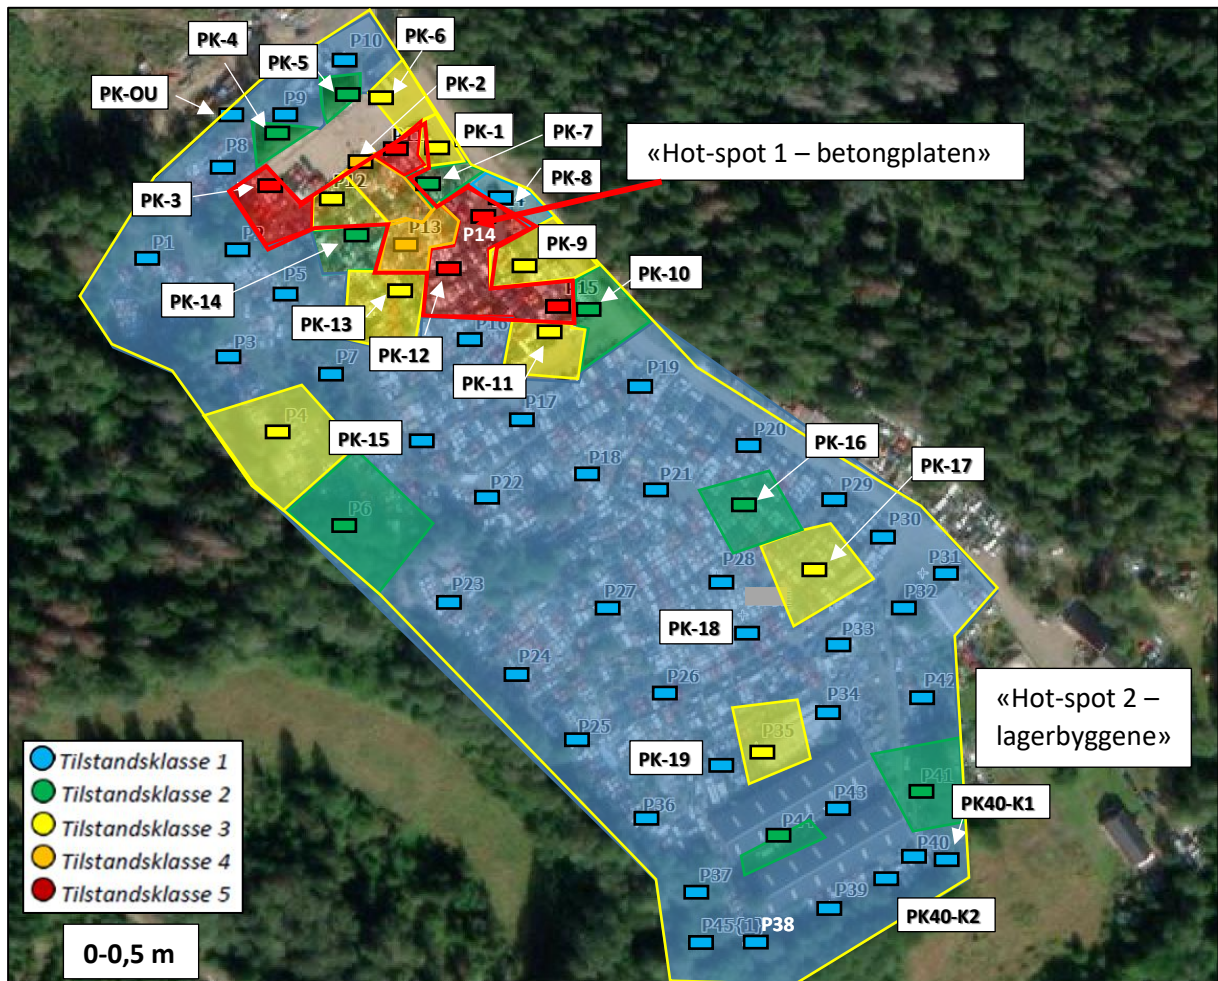 PK-6
PK-4
P10
PK-5
PK-2
PK-OU
P9
PK-1
PK-7
«Hot-spot 1 – betongplaten»
P8
PK-8
PK-3
P12
P13
P14
PK-9
P1
P2
PK-14
P5
PK-10
P15
PK-13
P16
PK-12
P3
P7
PK-11
P19
P17
P4
PK-15
P20
PK-16
PK-17
P18
P21
P22
P29
P6
P30
P28
P31
P23
P27
P32
PK-18
P33
P24
P26
P42
P34
«Hot-spot 2 –
lagerbyggene»
P25
P35
PK-19
Tilstandsklasse 1
Tilstandsklasse 2
Tilstandsklasse 3
Tilstandsklasse 4
Tilstandsklasse 5
P41
P43
PK40-K1
P36
P44
P40
P37
P39
PK40-K2
P45(1)
P38
0-0,5 m